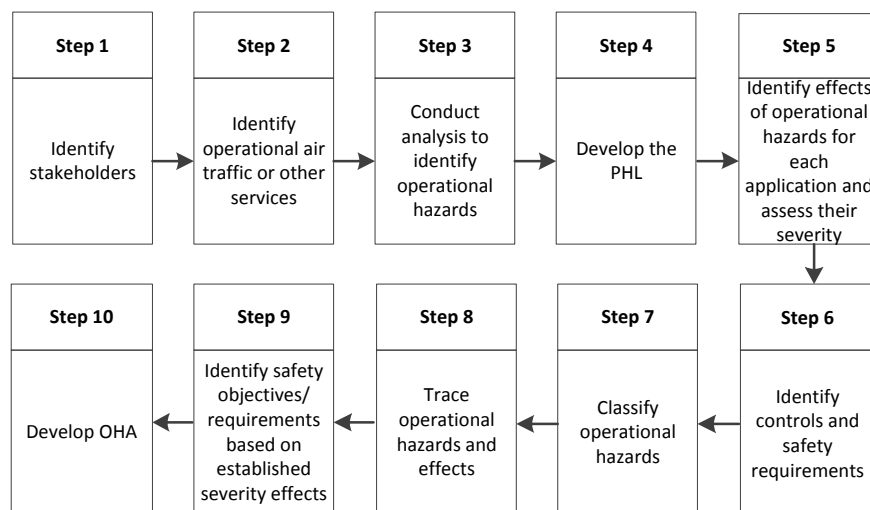 Step 1
Identify
stakeholders
Step 2
Identify
operational air
traffic or other
services
Step 3
Conduct
analysis to
identify
operational
hazards
Step 4
Develop the
PHL
Step 5
Identify effects
of operational
hazards for
each
application and
assess their
severity
Step 6
Identify
controls and
safety
requirements
Step 7
Classify
operational
hazards
Step 8
Trace
operational
hazards and
effects
Step 9
Identify safety
objectives/
requirements
based on
established
severity effects
Step 10
Develop OHA